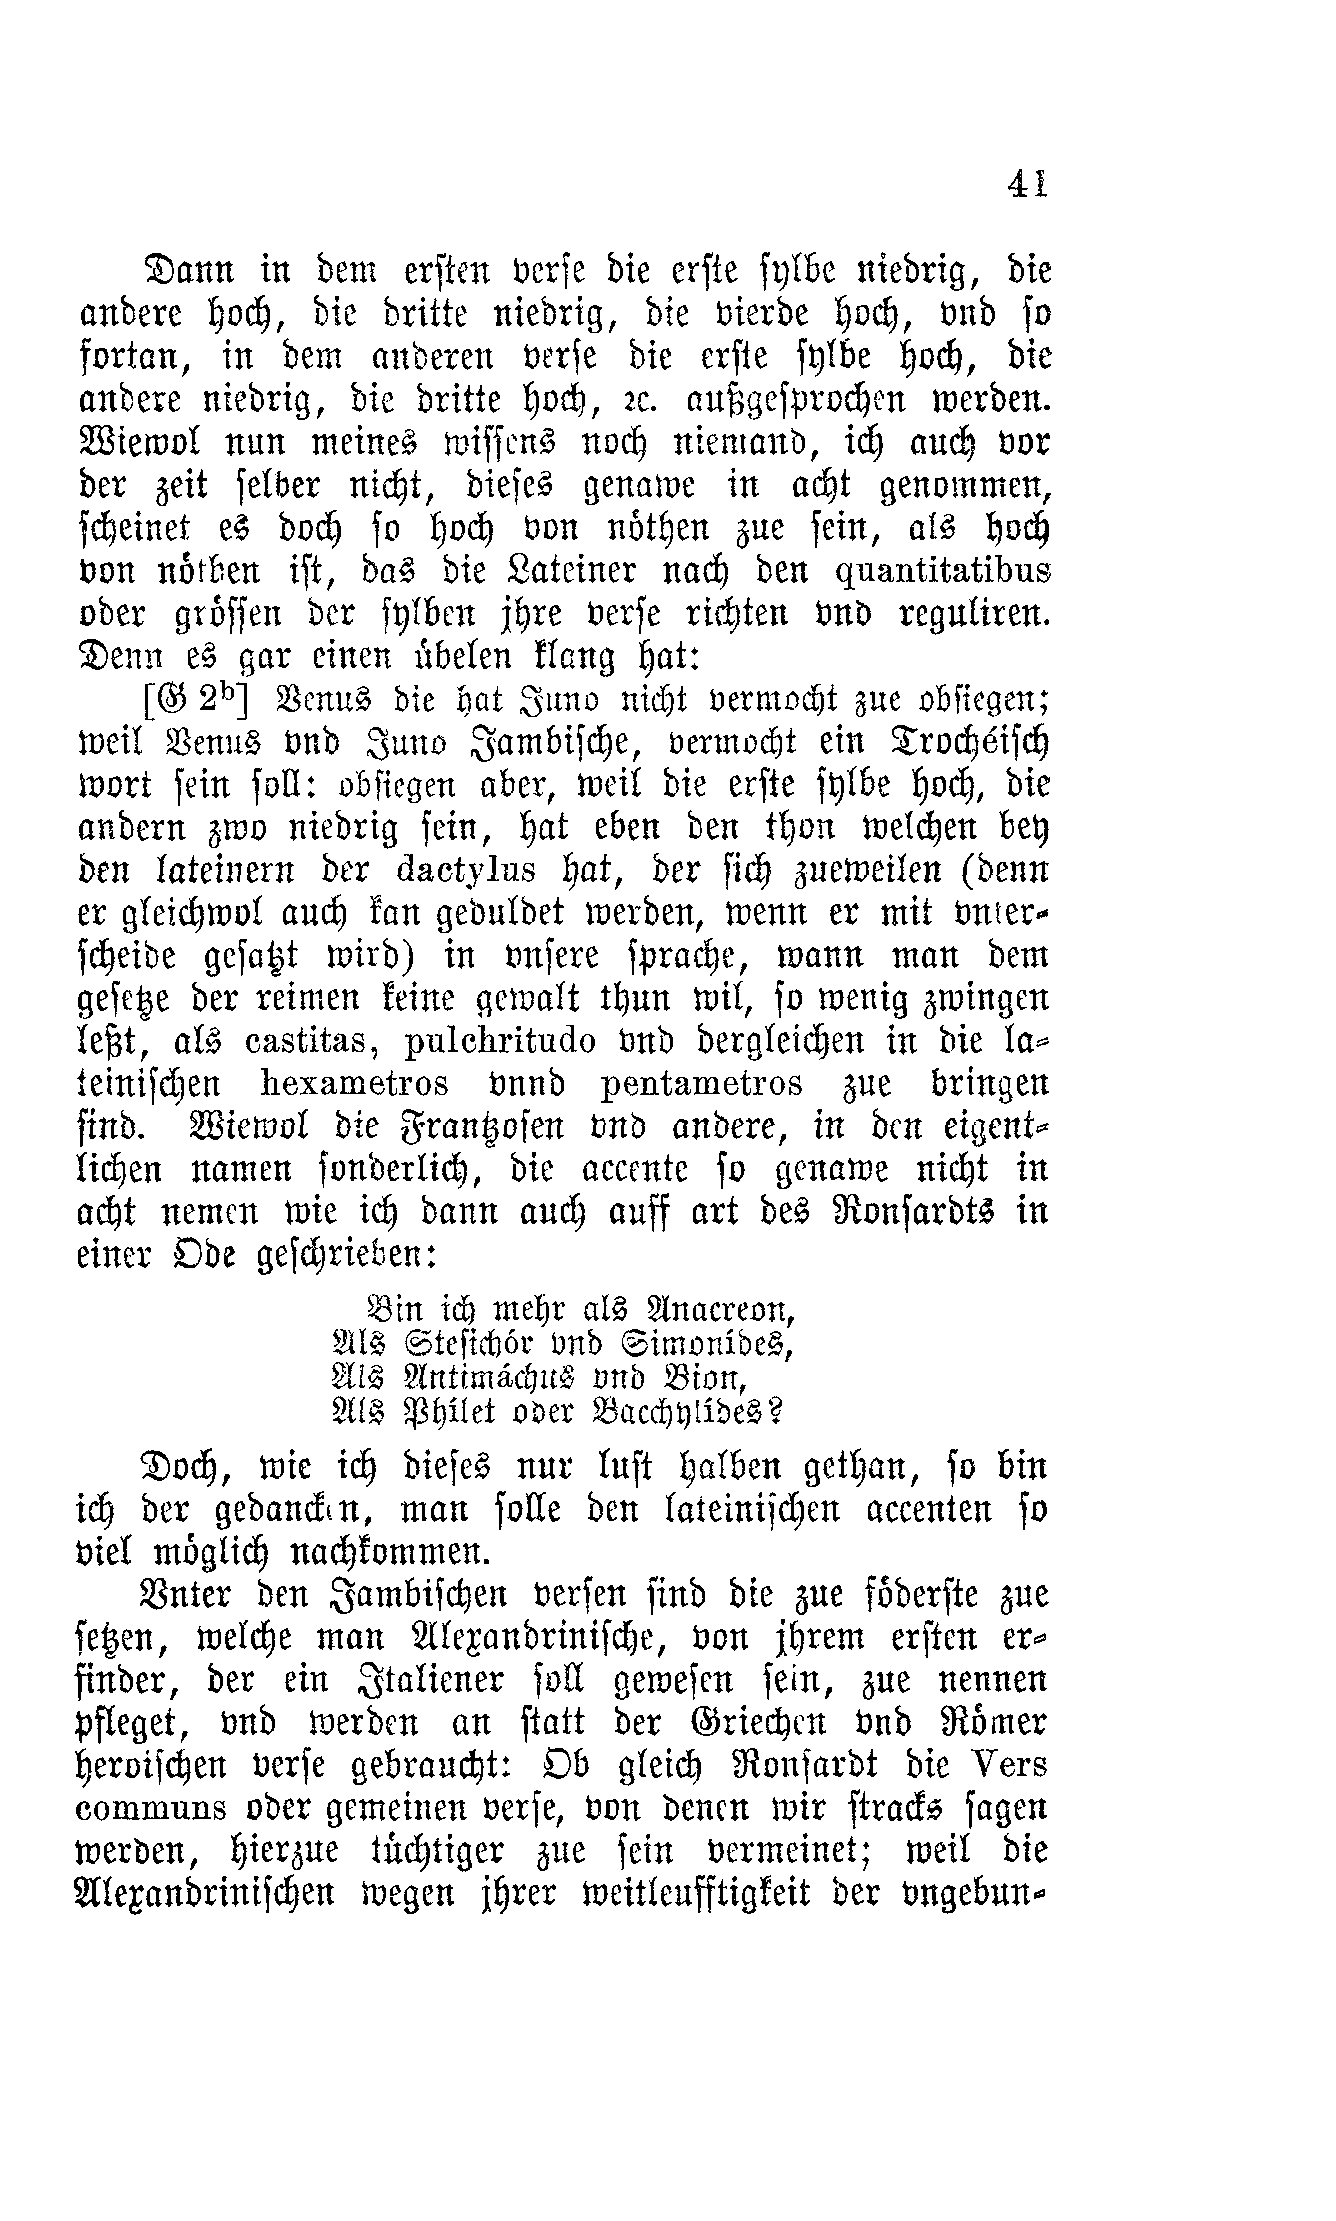 41
Dann in dem ersten verse die erste sylbe niedrig, die
andere hoch, die dritte niedrig, die vierde hoch, vnd so
fortan, in dem anderen verse die erste sylbe hoch, die
andere niedrig, die dritte hoch, ꝛc. außgesprochen werden.
Wiewol nun meines wissens noch niemand, ich auch vor
der zeit selber nicht, dieses genawe in acht genommen,
scheinet es doch so hoch von nöthen zue sein, als hoch
von nöthen ist, das die Lateiner nach den quantitatibus
oder grössen der sylben jhre verse richten vnd reguliren.
Denn es gar einen übelen klang hat:
[G 2ᵇ] Venus die hat Juno nicht vermocht zue obsiegen;
weil Venus vnd Juno Jambische, vermocht ein Trochéisch
wort sein soll: obsiegen aber, weil die erste sylbe hoch, die
andern zwo niedrig sein, hat eben den thon welchen bey
den lateinern der dactylus hat, der sich zueweilen (denn
er gleichwol auch kan geduldet werden, wenn er mit vnter-
scheide gesatzt wird) in vnsere sprache, wann man dem
gesetze der reimen keine gewalt thun wil, so wenig zwingen
leßt, als castitas, pulchritudo vnd dergleichen in die la-
teinischen hexametros vnnd pentametros zue bringen
sind. Wiewol die Frantzosen vnd andere, in den eigent-
lichen namen sonderlich, die accente so genawe nicht in
acht nemen wie ich dann auch auff art des Ronsardts in
einer Ode geschrieben:
Bin ich mehr als Anacreon,
Als Stesichór vnd Simonídes,
Als Antimáchus vnd Bion,
Als Phílet oder Bacchylídes?
Doch, wie ich dieses nur lust halben gethan, so bin
ich der gedancken, man solle den lateinischen accenten so
viel möglich nachkommen.
Vnter den Jambischen versen sind die zue föderste zue
setzen, welche man Alexandrinische, von jhrem ersten er-
finder, der ein Italiener soll gewesen sein, zue nennen
pfleget, vnd werden an statt der Griechen vnd Römer
heroischen verse gebraucht: Ob gleich Ronsardt die Vers
communs oder gemeinen verse, von denen wir stracks sagen
werden, hierzue tüchtiger zue sein vermeinet; weil die
Alexandrinischen wegen jhrer weitleufftigkeit der vngebun-